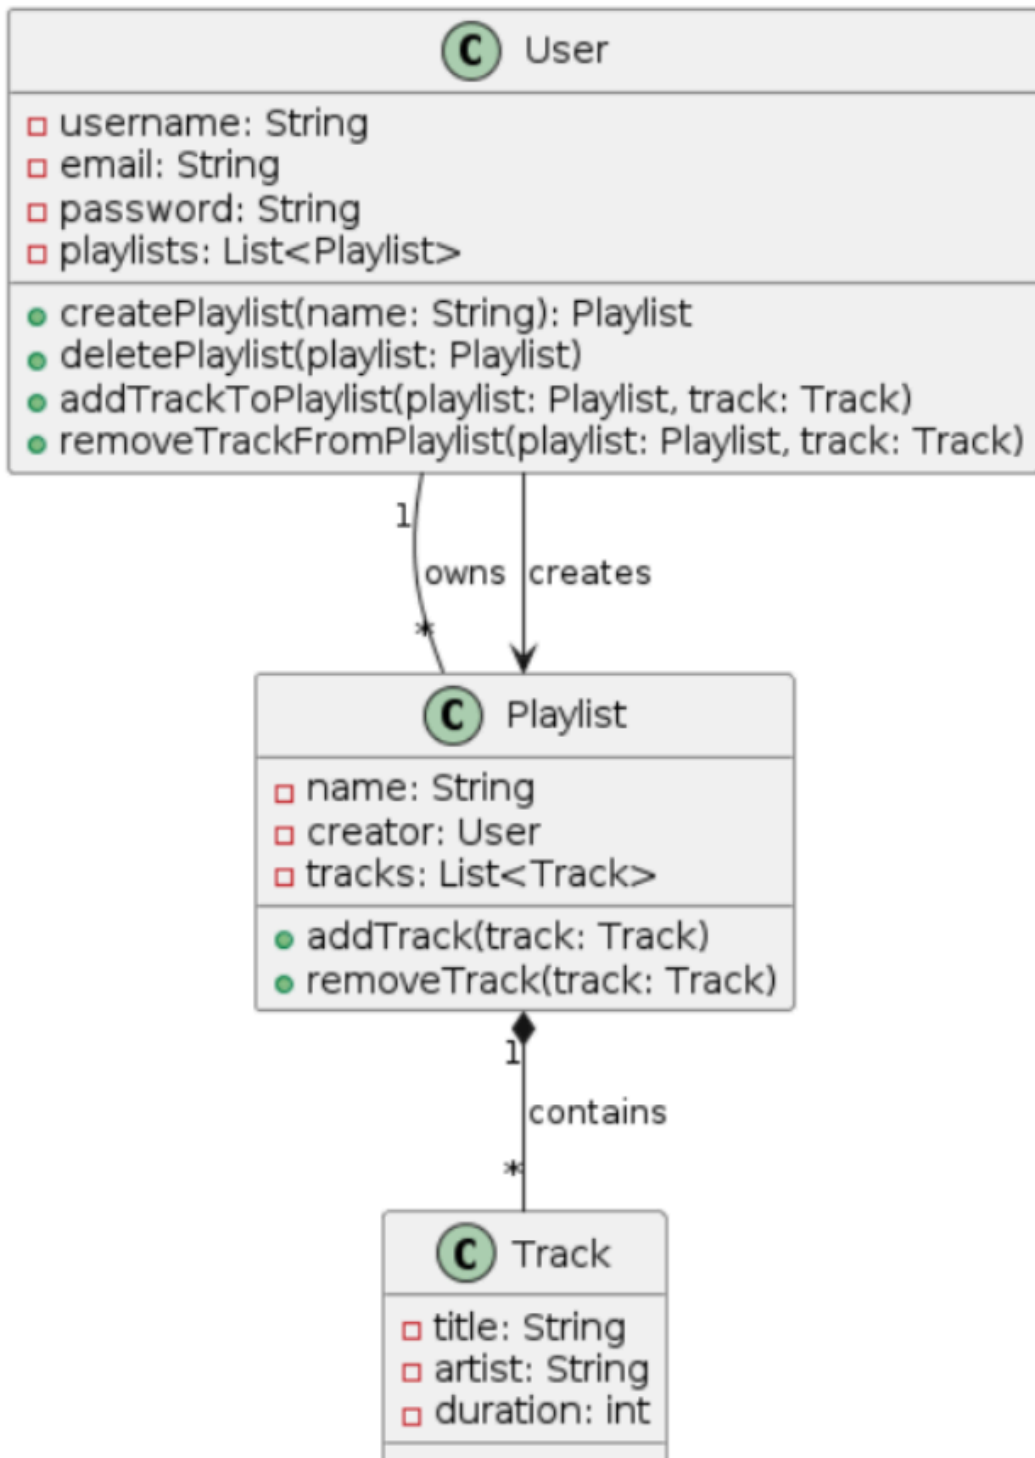 C User
username: String
email: String
password: String
playlists: List<Playlist>
createPlaylist(name: String): Playlist
deletePlaylist(playlist: Playlist)
addTrackToPlaylist(playlist: Playlist, track: Track)
removeTrackFromPlaylist(playlist: Playlist, track: Track)
1
owns
creates
*
C Playlist
name: String
creator: User
tracks: List<Track>
addTrack(track: Track)
removeTrack(track: Track)
1
contains
*
C Track
title: String
artist: String
duration: int